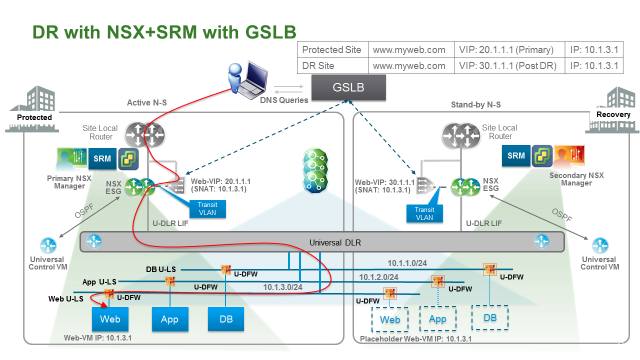 DR with NSX+SRM with GSLB
Protected Site www.myweb.com VIP: 20.1.1.1 (Primary) IP: 10.1.3.1
DR Site www.myweb.com VIP: 30.1.1.1 (Post DR) IP: 10.1.3.1
GSLB
DNS Queries
Active N-S
Stand-by N-S
Protected
Recovery
Site Local
Router
Site Local
Router
SRM
SRM
Primary NSX
Manager
Secondary NSX
Manager
NSX
ESG
Web-VIP: 20.1.1.1
(SNAT: 10.1.3.1)
Web-VIP: 30.1.1.1
(SNAT: 10.1.3.1)
NSX
ESG
Transit
VLAN
Transit
VLAN
OSPF
OSPF
U-DLR LIF
U-DLR LIF
Universal DLR
Universal
Control VM
Universal
Control VM
DB U-LS
10.1.1.0/24
U-DFW
U-DFW
App U-LS
10.1.2.0/24
U-DFW
U-DFW
Web U-LS
10.1.3.0/24
U-DFW
U-DFW
Web
App
DB
Web
App
DB
Web-VM IP: 10.1.3.1
Placeholder Web-VM IP: 10.1.3.1